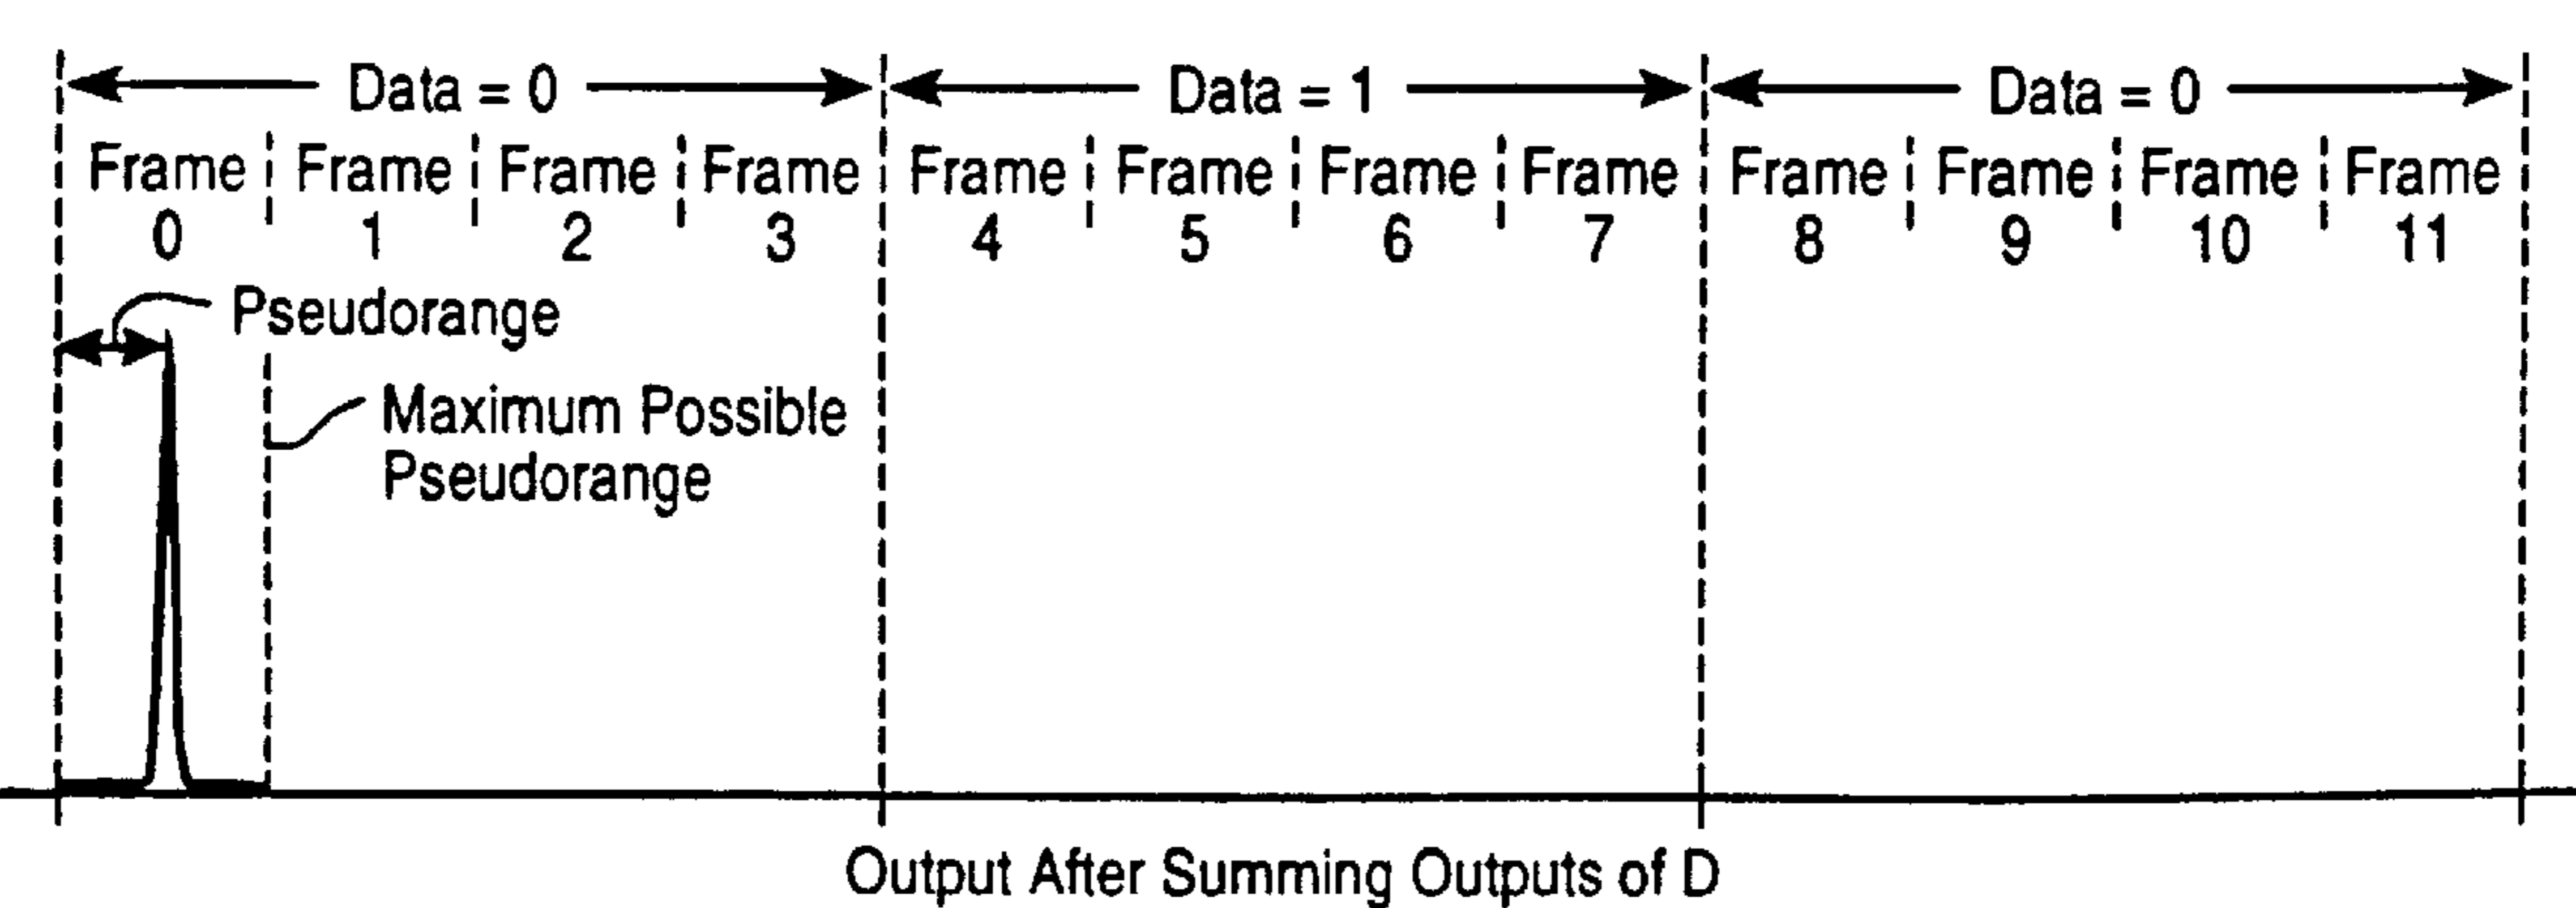 Data = 0 Data = 1 Data = 0
Frame Frame Frame Frame Frame Frame Frame Frame Frame Frame Frame Frame
0 1 2 3 4 5 6 7 8 9 10 11
Pseudorange
Maximum Possible
Pseudorange
Output After Summing Outputs of D